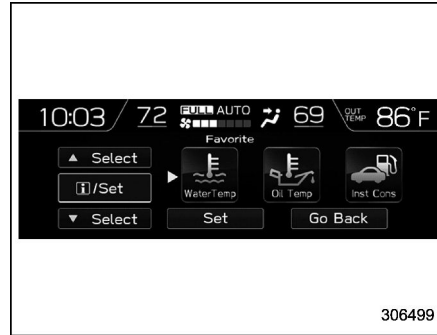 10:03 72 FULL AUTO 69 OUT TEMP 86°F
Favorite
▲ Select
i/Set
▼ Select
WaterTemp Oil Temp Inst Cons
Set Go Back
306499